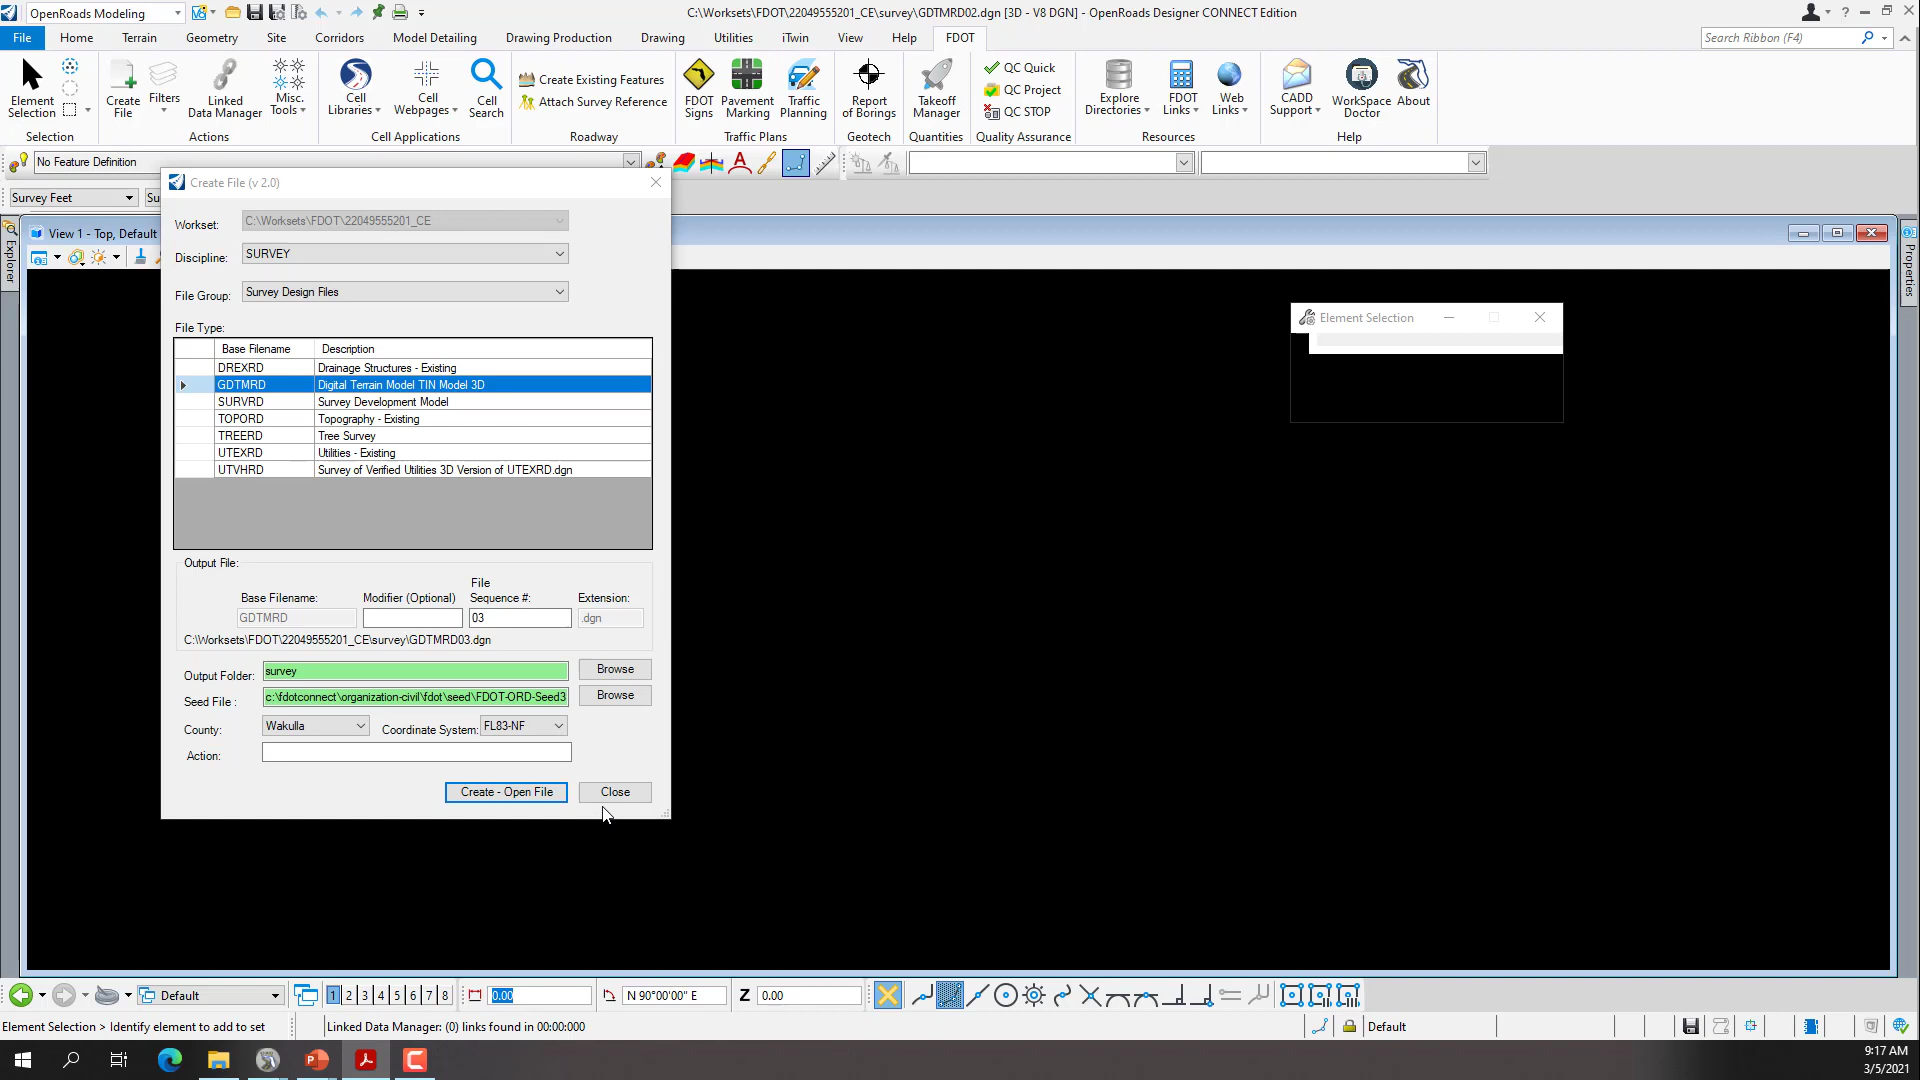 OpenRoads Modeling
C:\Worksets\FDOT\22049555201_CE\survey\GDTMRD02.dgn [3D - V8 DGN] - OpenRoads Designer CONNECT Edition
File Home Terrain Geometry Site Corridors Model Detailing Drawing Production Drawing Utilities iTwin View Help FDOT
Search Ribbon (F4)
Element Selection
Create File
Filters
Linked Data Manager
Misc. Tools
Cell Libraries
Cell Webpages
Cell Search
Create Existing Features
Attach Survey Reference
FDOT Signs
Pavement Marking
Traffic Planning
Report of Borings
Takeoff Manager
QC Quick
QC Project
QC STOP
Explore Directories
FDOT Links
Web Links
CADD Support
WorkSpace Doctor
About
Selection Actions Cell Applications Roadway Traffic Plans Geotech Quantities Quality Assurance Resources Help
No Feature Definition
Survey Feet
Su
View 1 - Top, Default
Explorer
Properties
Create File (v 2.0)
Workset: C:\Worksets\FDOT\22049555201_CE
Discipline: SURVEY
File Group: Survey Design Files
File Type:
Base Filename Description
DREXRD Drainage Structures - Existing
GDTMRD Digital Terrain Model TIN Model 3D
SURVRD Survey Development Model
TOPORD Topography - Existing
TREERD Tree Survey
UTEXRD Utilities - Existing
UTVHRD Survey of Verified Utilities 3D Version of UTEXRD.dgn
Output File:
File
Base Filename: Modifier (Optional) Sequence #: Extension:
GDTMRD 03 .dgn
C:\Worksets\FDOT\22049555201_CE\survey\GDTMRD03.dgn
Output Folder: survey Browse
Seed File : c:\fdotconnect\organization-civil\fdot\seed\FDOT-ORD-Seed3 Browse
County: Wakulla Coordinate System: FL83-NF
Action:
Create - Open File Close
Element Selection
Default 1 2 3 4 5 6 7 8 0.00 N 90°00'00" E Z 0.00
Element Selection > Identify element to add to set
Linked Data Manager: (0) links found in 00:00:000
Default
9:17 AM
3/5/2021